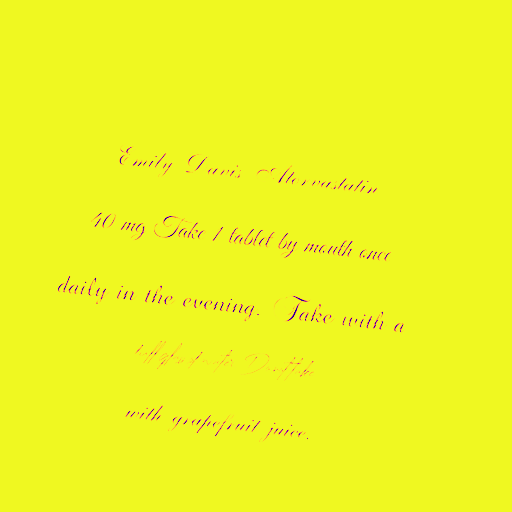 Emily Davis Atorvastatin
40 mg Take 1 tablet by mouth once
daily in the evening. Take with a
with grapefruit juice.